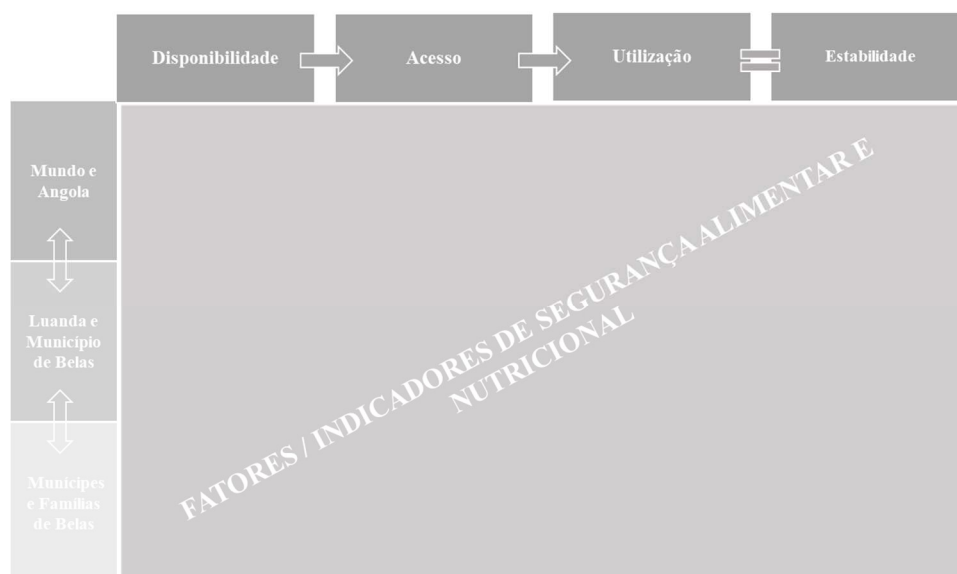 Disponibilidade
Acesso
Utilização
Estabilidade
Mundo e
Angola
Luanda e
Município
de Belas
Munícipes
e Famílias
de Belas
FATORES / INDICADORES DE SEGURANÇA ALIMENTAR E
NUTRICIONAL